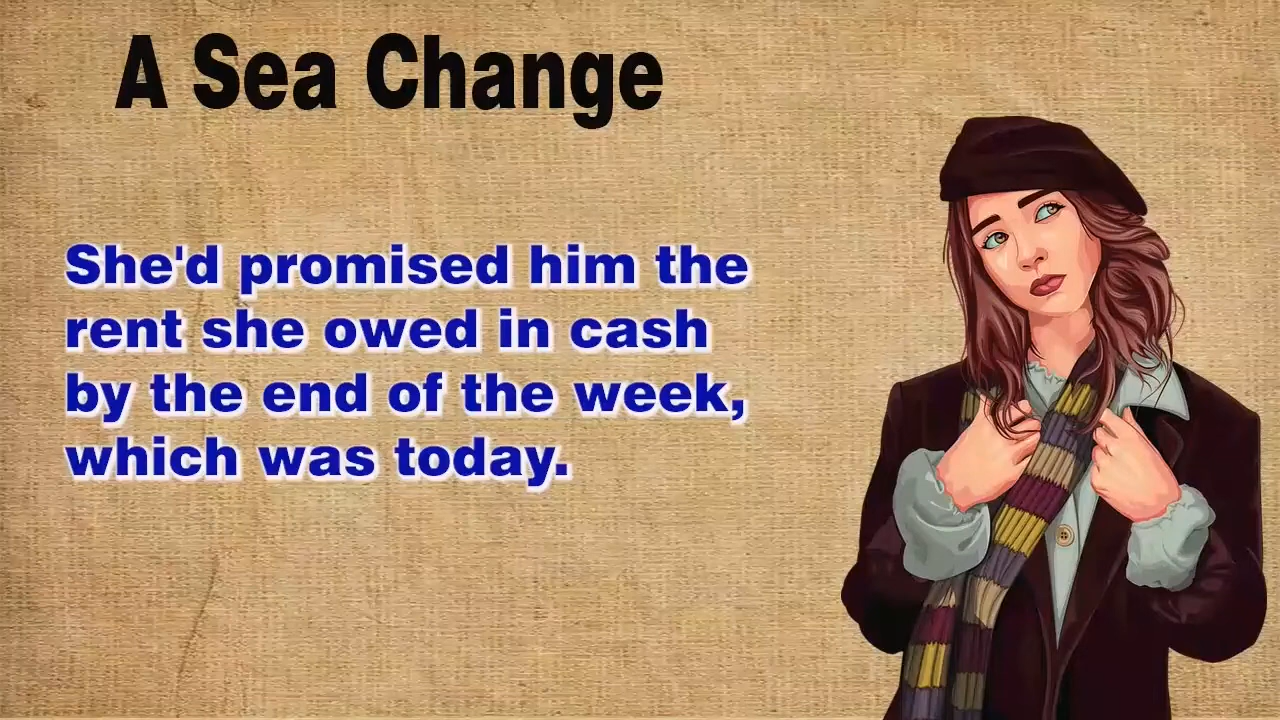 A Sea Change
She'd promised him the
rent she owed in cash
by the end of the week,
which was today.